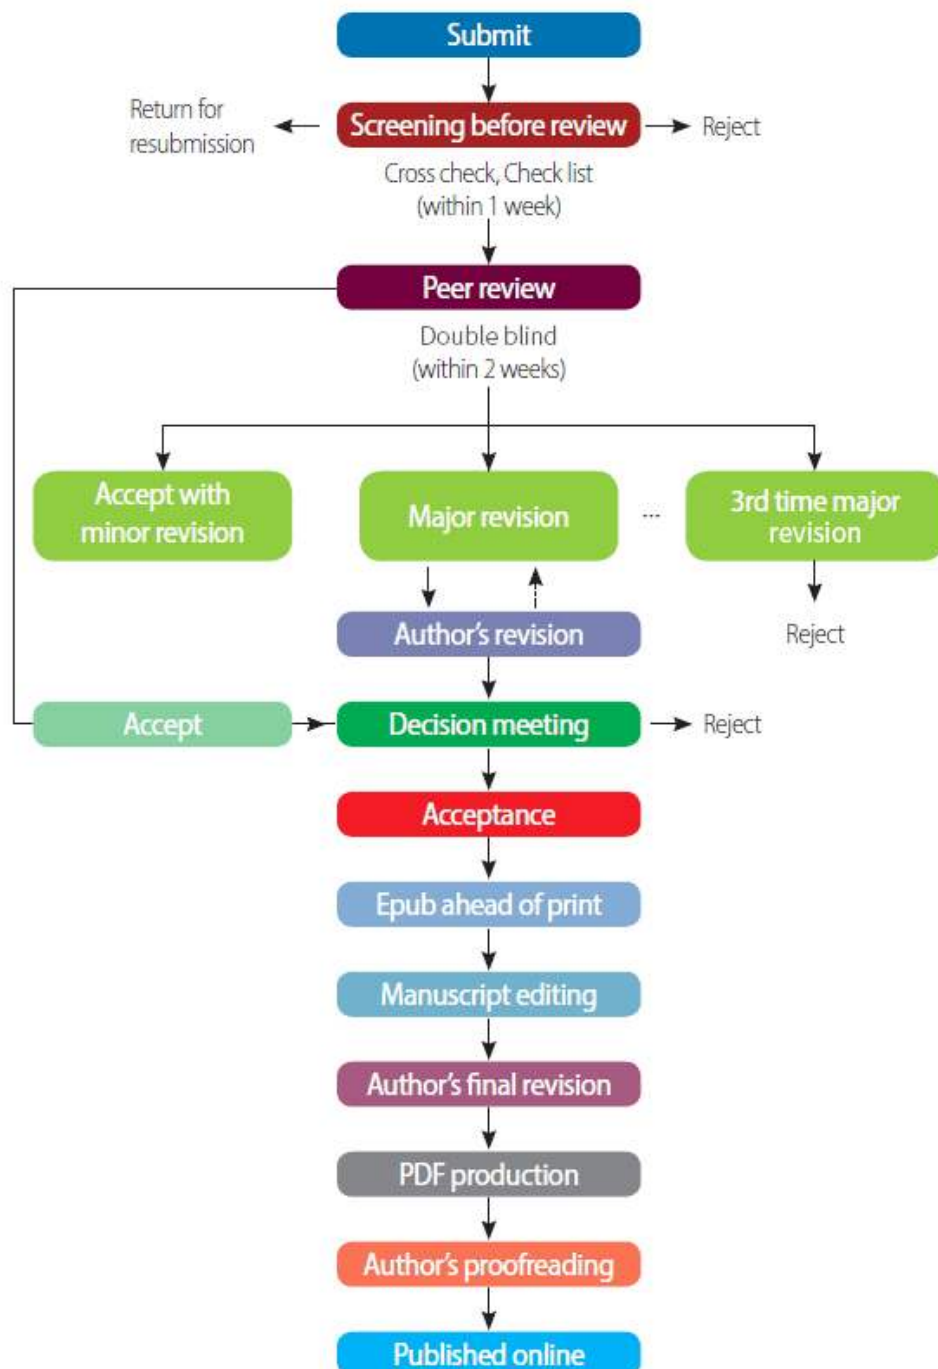 Submit
Return for
resubmission
Screening before review
Reject
Cross check, Check list
(within 1 week)
Peer review
Double blind
(within 2 weeks)
Accept with
minor revision
Major revision
...
3rd time major
revision
Author's revision
Reject
Accept
Decision meeting
Reject
Acceptance
Epub ahead of print
Manuscript editing
Author's final revision
PDF production
Author's proofreading
Published online